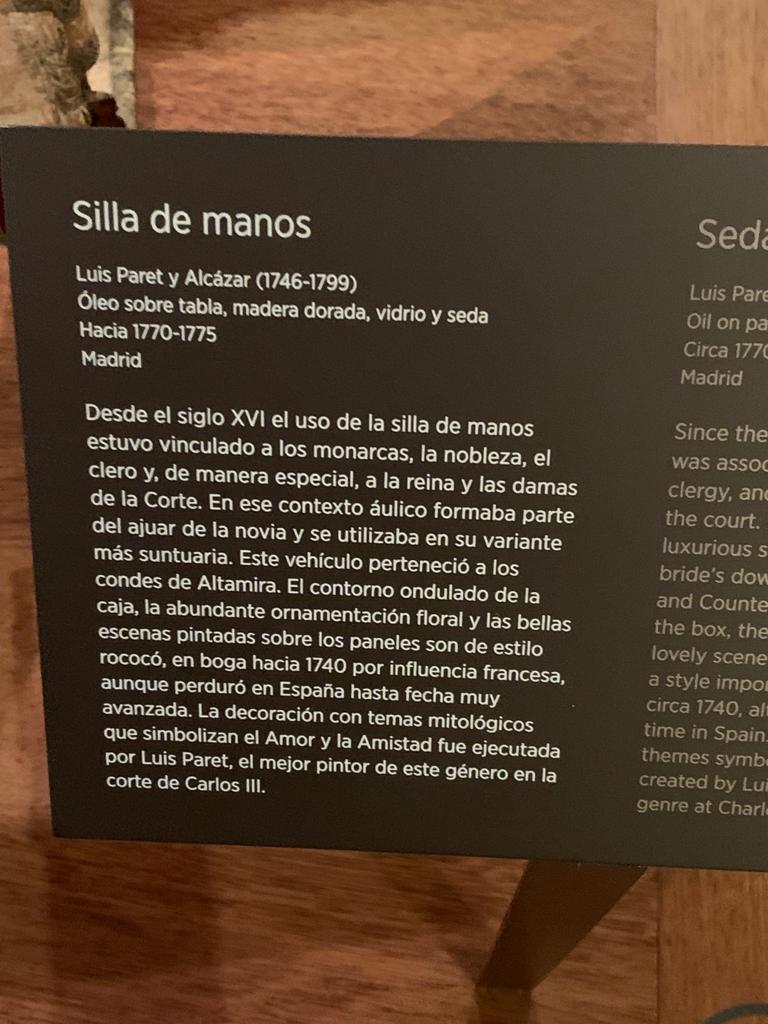 Silla de manos
Luis Paret y Alcázar (1746-1799)
Óleo sobre tabla, madera dorada, vidrio y seda
Hacia 1770-1775
Madrid
Desde el siglo XVI el uso de la silla de manos
estuvo vinculado a los monarcas, la nobleza, el
clero y, de manera especial, a la reina y las damas
de la Corte. En ese contexto áulico formaba parte
del ajuar de la novia y se utilizaba en su variante
más suntuaria. Este vehículo perteneció a los
condes de Altamira. El contorno ondulado de la
caja, la abundante ornamentación floral y las bellas
escenas pintadas sobre los paneles son de estilo
rococó, en boga hacia 1740 por influencia francesa,
aunque perduró en España hasta fecha muy
avanzada. La decoración con temas mitológicos
que simbolizan el Amor y la Amistad fue ejecutada
por Luis Paret, el mejor pintor de este género en la
corte de Carlos III.
Seda
Luis Pare
Oil on pa
Circa 1770
Madrid
Since the
was assoc
clergy, and
the court.
luxurious s
bride's dow
and Counte
the box, the
lovely scene
a style impor
circa 1740, alt
time in Spain.
themes symbo
created by Lui
genre at Charl